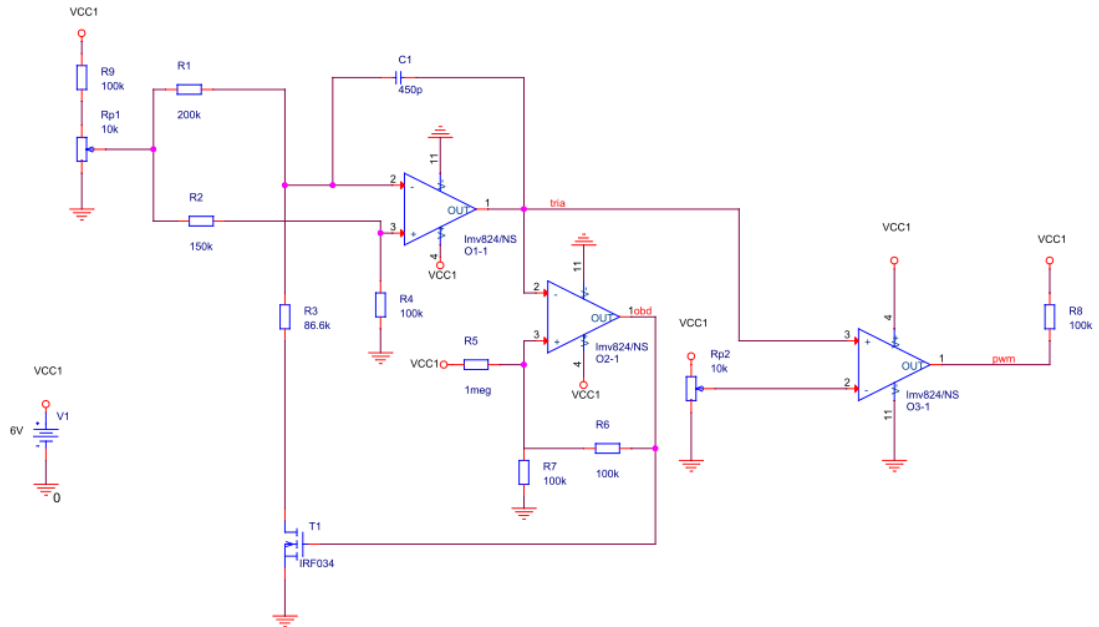 VCC1
R9
100k
Rp1
10k
R1
200k
R2
150k
C1
450p
11
2
-
3
+
OUT
1
V
V
4
VCC1
lmv824/NS
O1-1
tria
R3
86.6k
R4
100k
R5
VCC1
1meg
11
2
-
3
+
OUT
1
obd
V
V
4
VCC1
lmv824/NS
O2-1
R6
100k
R7
100k
VCC1
Rp2
10k
VCC1
4
3
+
2
-
OUT
1
V
V
11
lmv824/NS
O3-1
pwm
VCC1
R8
100k
VCC1
V1
6V
+
-
0
T1
IRF034